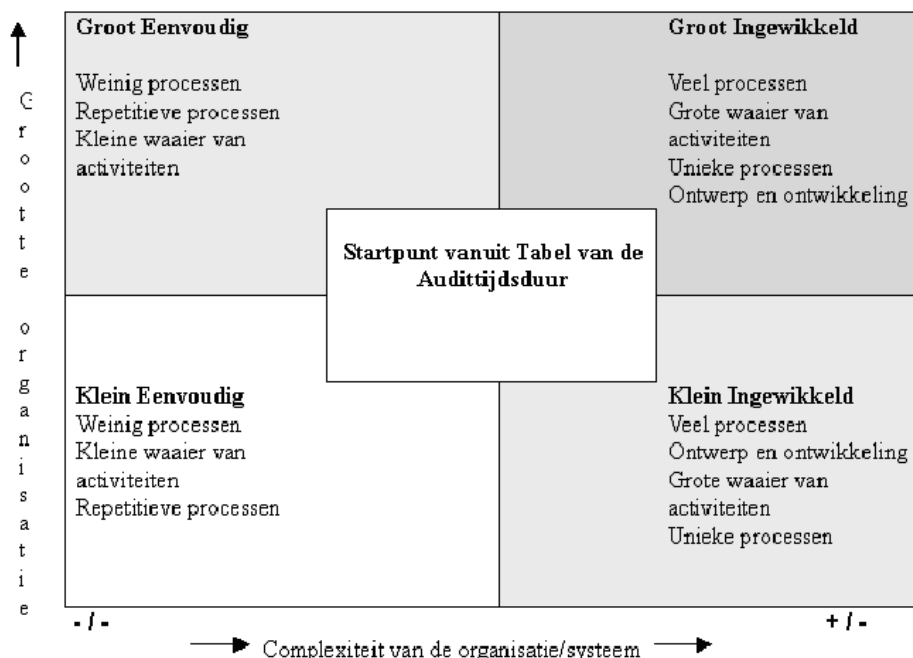 Groot Eenvoudig
Weinig processen
Repetitieve processen
Kleine waaier van
activiteiten
Groot Ingewikkeld
Veel processen
Grote waaier van
activiteiten
Unieke processen
Ontwerp en ontwikkeling
Startpunt vanuit Tabel van de
Audittijdsduur
Klein Eenvoudig
Weinig processen
Kleine waaier van
activiteiten
Repetitieve processen
Klein Ingewikkeld
Veel processen
Ontwerp en ontwikkeling
Grote waaier van
activiteiten
Unieke processen
Grootte organisatie
- / -
+ / -
Complexiteit van de organisatie/systeem